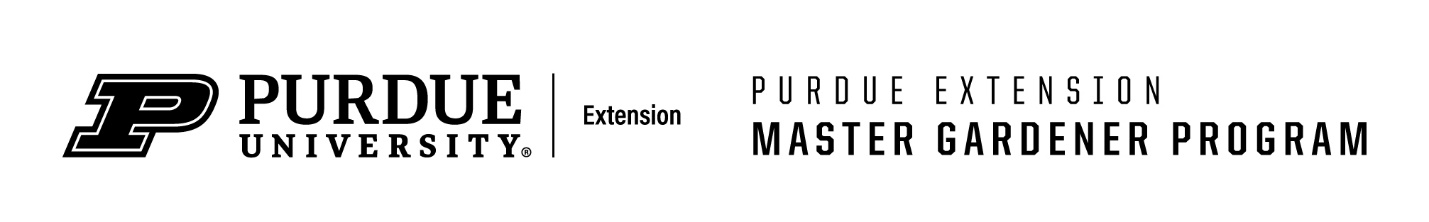 P
PURDUE
UNIVERSITY®
Extension
PURDUE EXTENSION
MASTER GARDENER PROGRAM